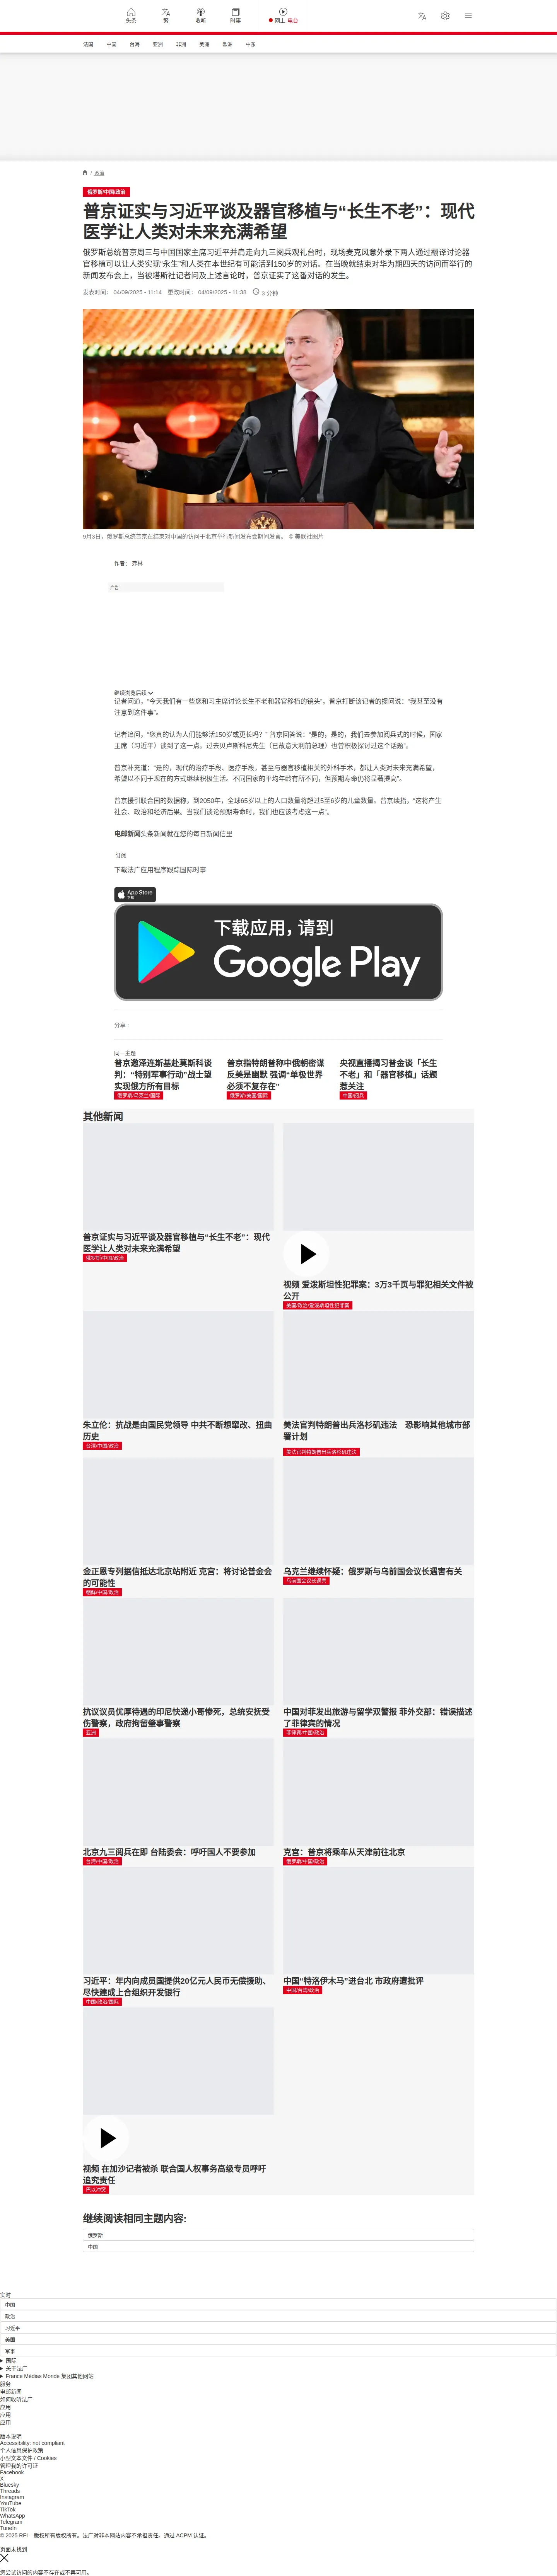 头条
繁
收听
时事
网上 电台
法国
中国
台海
亚洲
非洲
美洲
欧洲
中东
/ 政治
俄罗斯/中国/政治
普京证实与习近平谈及器官移植与“长生不老”：现代
医学让人类对未来充满希望
俄罗斯总统普京周三与中国国家主席习近平并肩走向九三阅兵观礼台时，现场麦克风意外录下两人通过翻译讨论器
官移植可以让人类实现“永生”和人类在本世纪有可能活到150岁的对话。在当晚就结束对华为期四天的访问而举行的
新闻发布会上，当被塔斯社记者问及上述言论时，普京证实了这番对话的发生。
发表时间： 04/09/2025 - 11:14 更改时间： 04/09/2025 - 11:39 3 分钟
9月3日，俄罗斯总统普京在结束对中国的访问于北京举行新闻发布会期间发言。 © 美联社图片
作者： 弗林
广告
继续浏览后续
记者问道，“今天我们有一些您和习主席讨论长生不老和器官移植的镜头”，普京打断该记者的提问说：“我甚至没有
注意到这件事”。
记者追问，“您真的认为人们能够活150岁或更长吗？” 普京回答说：“是的，是的，我们去参加阅兵式的时候，国家
主席（习近平）谈到了这一点。过去贝卢斯科尼先生（已故意大利前总理）也曾积极探讨过这个话题”。
普京补充道：“是的，现代的治疗手段、医疗手段，甚至与器官移植相关的外科手术，都让人类对未来充满希望，
希望以不同于现在的方式继续积极生活。不同国家的平均年龄有所不同，但预期寿命仍将显著提高”。
普京援引联合国的数据称，到2050年，全球65岁以上的人口数量将超过5至6岁的儿童数量。普京续指，“这将产生
社会、政治和经济后果。当我们谈论预期寿命时，我们也应该考虑这一点”。
电邮新闻头条新闻就在您的每日新闻信里
订阅
下载法广应用程序跟踪国际时事
App Store
下载
下载应用，请到
Google Play
分享 :
同一主题
普京邀泽连斯基赴莫斯科谈
判：“特别军事行动”战士望
实现俄方所有目标
俄罗斯/乌克兰/国际
普京指特朗普称中俄朝密谋
反美是幽默 强调“单极世界
必须不复存在”
俄罗斯/美国/国际
央视直播揭习普金谈「长生
不老」和「器官移植」话题
惹关注
中国/阅兵
其他新闻
普京证实与习近平谈及器官移植与“长生不老”：现代
医学让人类对未来充满希望
俄罗斯/中国/政治
视频 爱泼斯坦性犯罪案：3万3千页与罪犯相关文件被
公开
美国/政治/爱泼斯坦性犯罪案
朱立伦：抗战是由国民党领导 中共不断想窜改、扭曲
历史
台湾/中国/政治
美法官判特朗普出兵洛杉矶违法　恐影响其他城市部
署计划
美法官判特朗普出兵洛杉矶违法
金正恩专列据信抵达北京站附近 克宫：将讨论普金会
的可能性
朝鲜/中国/政治
乌克兰继续怀疑：俄罗斯与乌前国会议长遇害有关
乌前国会议长遇害
抗议议员优厚待遇的印尼快递小哥惨死，总统安抚受
伤警察，政府拘留肇事警察
亚洲
中国对菲发出旅游与留学双警报 菲外交部：错误描述
了菲律宾的情况
菲律宾/中国/政治
北京九三阅兵在即 台陆委会：呼吁国人不要参加
台湾/中国/政治
克宫：普京将乘车从天津前往北京
俄罗斯/中国/政治
习近平：年内向成员国提供20亿元人民币无偿援助、
尽快建成上合组织开发银行
中国/政治/国际
中国“特洛伊木马”进台北 市政府遭批评
中国/台湾/政治
视频 在加沙记者被杀 联合国人权事务高级专员呼吁
追究责任
巴以冲突
继续阅读相同主题内容:
俄罗斯
中国
实时
中国
政治
习近平
美国
军事
国际
关于法广
France Médias Monde 集团其他网站
服务
电邮新闻
如何收听法广
应用
应用
应用
版本说明
Accessibility: not compliant
个人信息保护政策
小型文本文件 / Cookies
管理我的许可证
Facebook
X
Bluesky
Threads
Instagram
YouTube
TikTok
WhatsApp
Telegram
TuneIn
© 2025 RFI – 版权所有版权所有。法广对非本网站内容不承担责任。通过 ACPM 认证。
页面未找到
您尝试访问的内容不存在或不再可用。